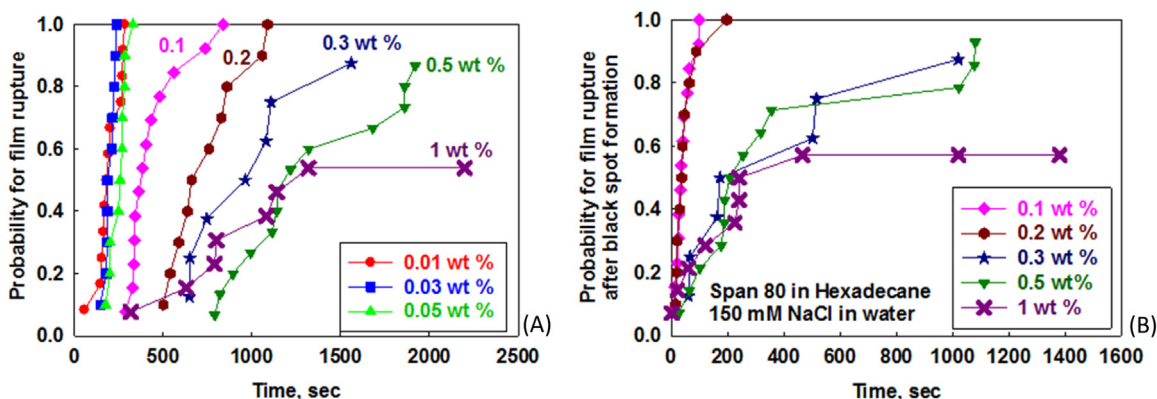 Probability for film rupture
1.0
0.8
0.6
0.4
0.2
0.0
0.1
0.2
0.3 wt %
0.5 wt %
1 wt %
0.01 wt %
0.03 wt %
0.05 wt %
0 500 1000 1500 2000 2500
Time, sec
(A)
Probability for film rupture
after black spot formation
1.0
0.8
0.6
0.4
0.2
0.0
Span 80 in Hexadecane
150 mM NaCl in water
0.1 wt %
0.2 wt %
0.3 wt %
0.5 wt%
1 wt %
0 200 400 600 800 1000 1200 1400 1600
Time, sec
(B)